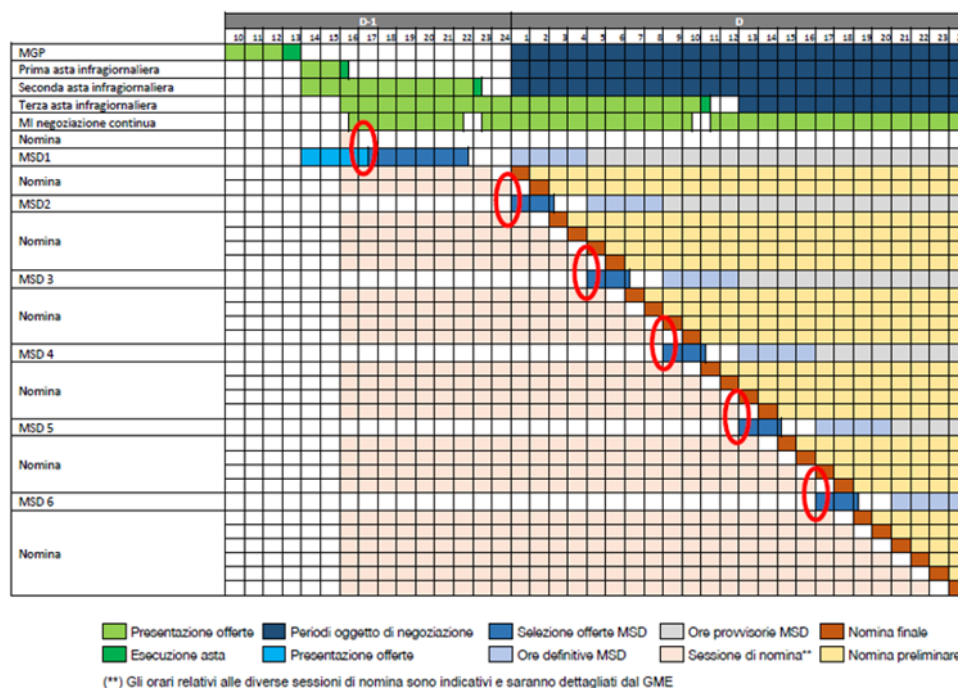 D-1 D
10 11 12 13 14 15 16 17 18 19 20 21 22 23 24 1 2 3 4 5 6 7 8 9 10 11 12 13 14 15 16 17 18 19 20 21 22 23
MGP
Prima asta infragiornaliera
Seconda asta infragiornaliera
Terza asta infragiornaliera
MI negoziazione continua
Nomina
MSD1
Nomina
MSD2
Nomina
MSD 3
Nomina
MSD 4
Nomina
MSD 5
Nomina
MSD 6
Nomina
Presentazione offerte Periodi oggetto di negoziazione Selezione offerte MSD Ore provvisorie MSD Nomina finale
Esecuzione asta Presentazione offerte Ore definitive MSD Sessione di nomina** Nomina preliminare
(**) Gli orari relativi alle diverse sessioni di nomina sono indicativi e saranno dettagliati dal GME